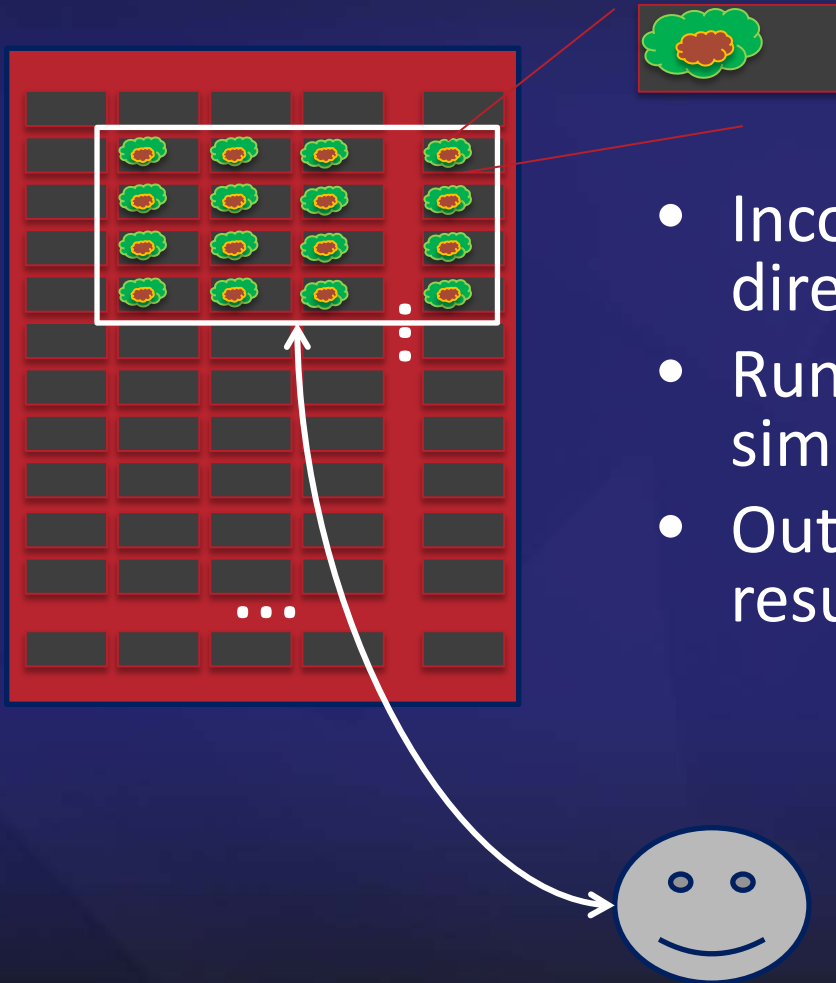 • Inco
dire
• Run
sim
• Out
resu